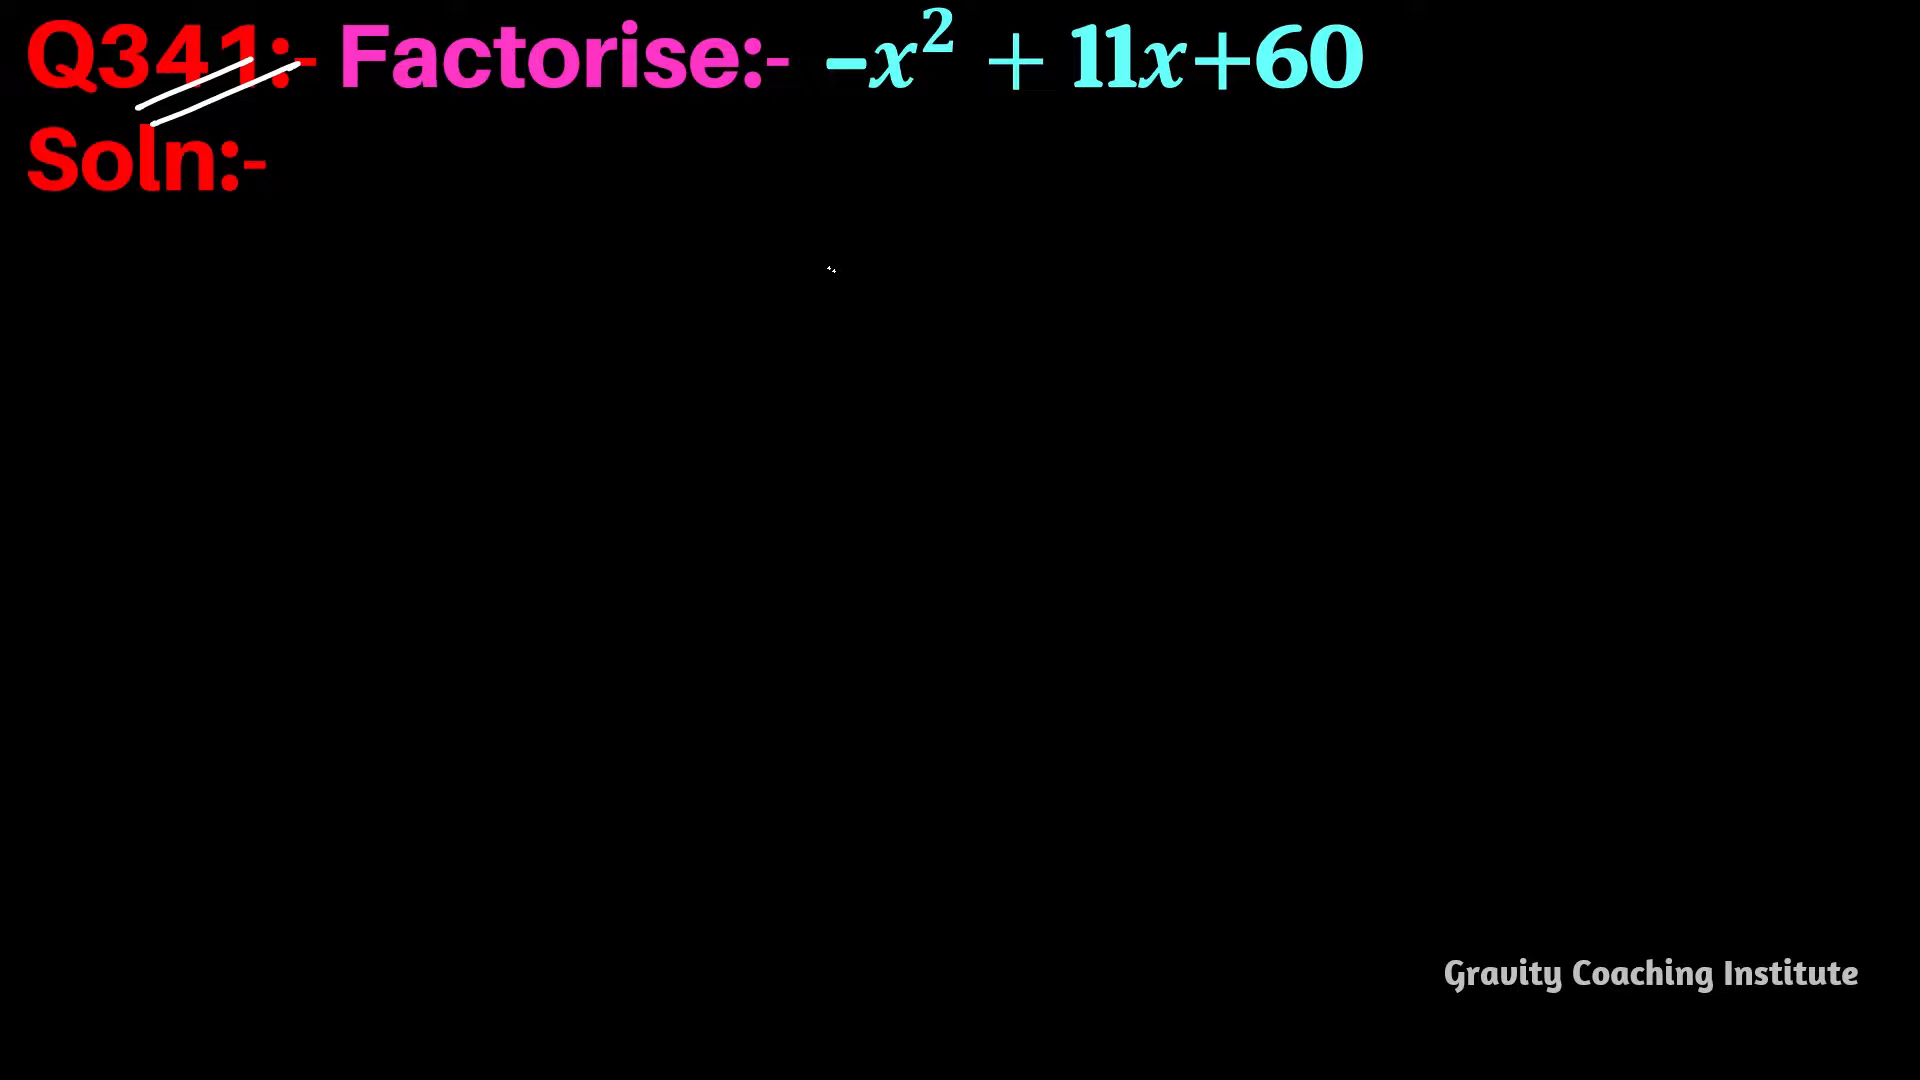 Q341:- Factorise:- –x² + 11x+60
Soln:-
Gravity Coaching Institute